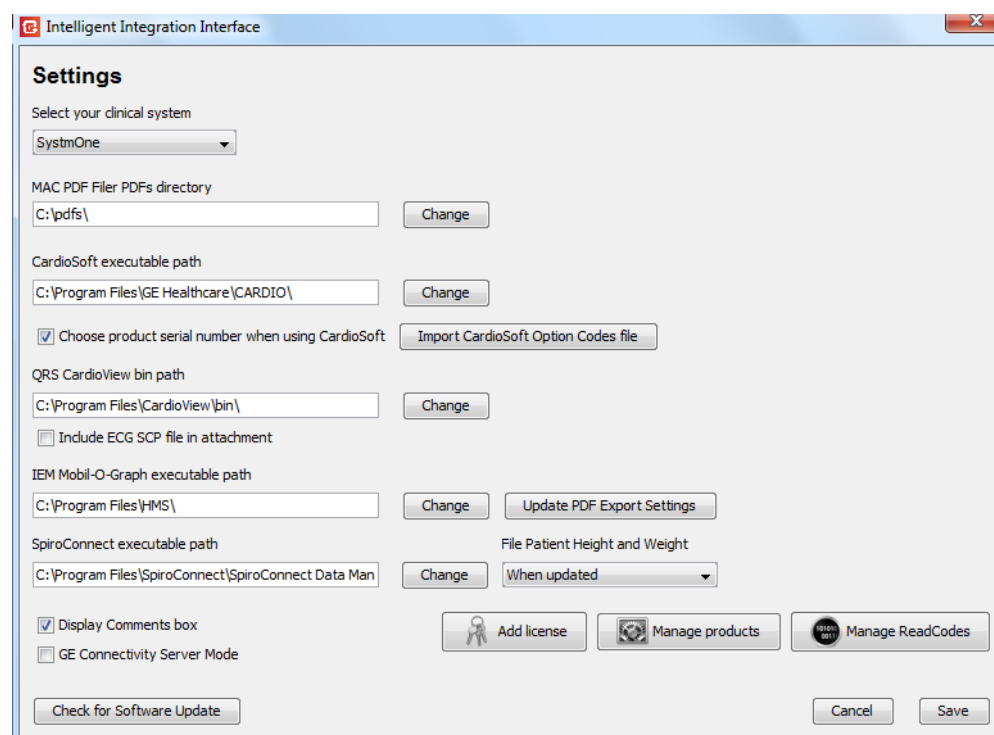 Intelligent Integration Interface
Settings
Select your clinical system
SystmOne
MAC PDF Filer PDFs directory
C:\pdfs\
Change
CardioSoft executable path
C:\Program Files\GE Healthcare\CARDIO\
Change
Choose product serial number when using CardioSoft
Import CardioSoft Option Codes file
QRS CardioView bin path
C:\Program Files\CardioView\bin\
Change
Include ECG SCP file in attachment
IEM Mobil-O-Graph executable path
C:\Program Files\HMS\
Change
Update PDF Export Settings
SpiroConnect executable path
File Patient Height and Weight
C:\Program Files\SpiroConnect\SpiroConnect Data Man
Change
When updated
Display Comments box
Add license
Manage products
Manage ReadCodes
GE Connectivity Server Mode
Check for Software Update
Cancel
Save